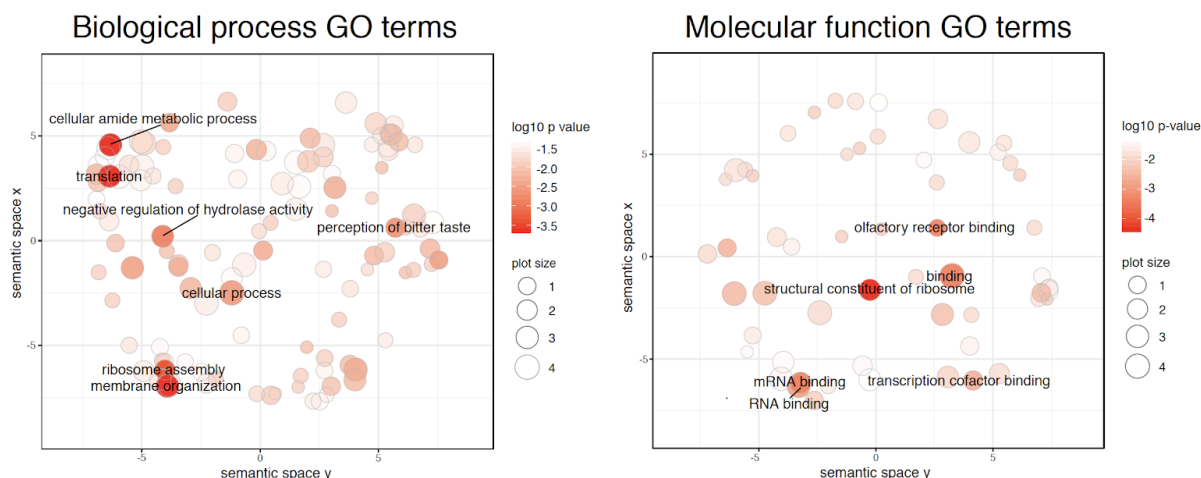 Biological process GO terms
cellular amide metabolic process
translation
negative regulation of hydrolase activity
perception of bitter taste
cellular process
ribosome assembly
membrane organization
5
0
-5
semantic space x
-5
0
5
semantic space y
log10 p value
-1.5
-2.0
-2.5
-3.0
-3.5
plot size
1
2
3
4
Molecular function GO terms
olfactory receptor binding
binding
structural constituent of ribosome
mRNA binding
transcription cofactor binding
RNA binding
5
0
-5
semantic space x
-5
0
5
semantic space y
log10 p-value
-2
-3
-4
plot size
1
2
3
4